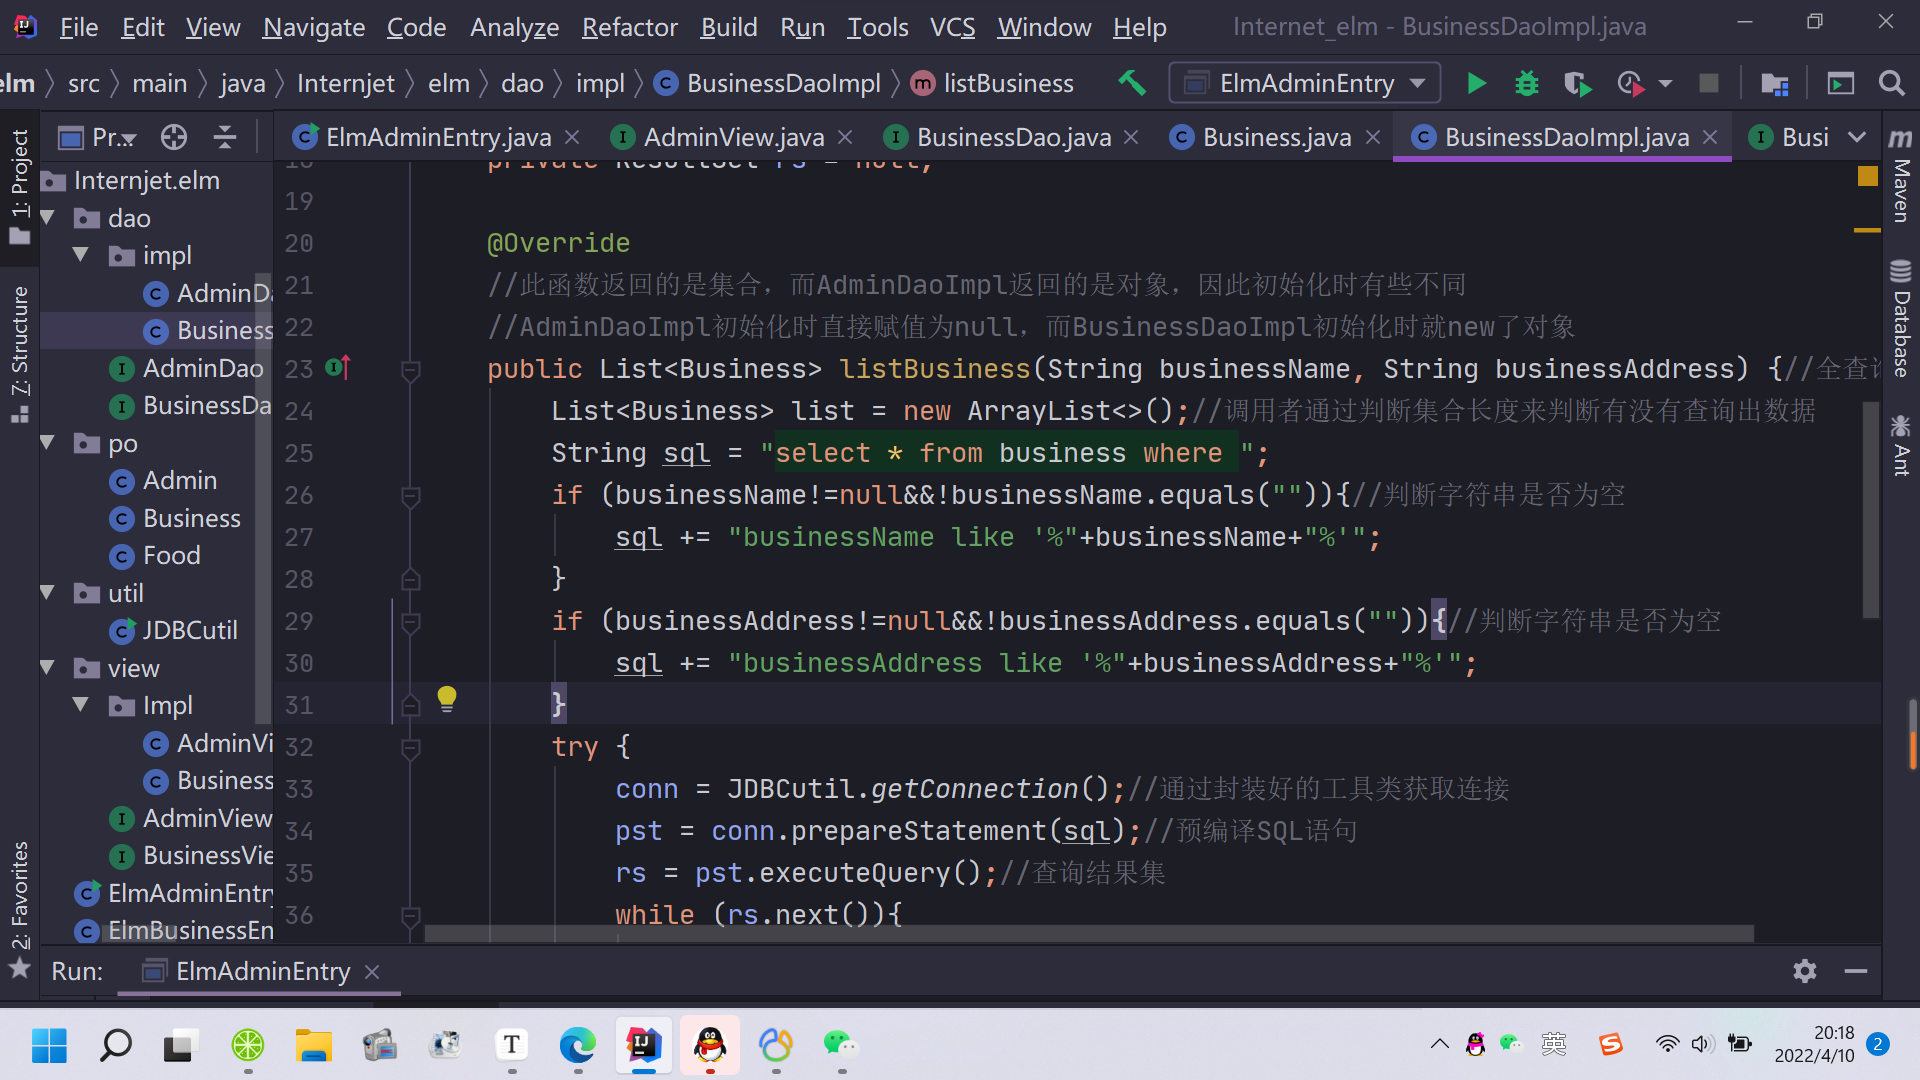 File Edit View Navigate Code Analyze Refactor Build Run Tools VCS Window Help Internet_elm - BusinessDaoImpl.java
elm src main java Internjet elm dao impl BusinessDaoImpl listBusiness ElmAdminEntry
Pr... ElmAdminEntry.java AdminView.java BusinessDao.java Business.java BusinessDaoImpl.java Busi
1: Project
7: Structure
2: Favorites
Internjet.elm
dao
impl
AdminDa
Business
AdminDao
BusinessDa
po
Admin
Business
Food
util
JDBCutil
view
Impl
AdminVi
Business
AdminView
BusinessVie
ElmAdminEntry
ElmBusinessEn
18 private ResultSet rs = null;
19
20 @Override
21 //此函数返回的是集合，而AdminDaoImpl返回的是对象，因此初始化时有些不同
22 //AdminDaoImpl初始化时直接赋值为null，而BusinessDaoImpl初始化时就new了对象
23 public List<Business> listBusiness(String businessName, String businessAddress) {//全查询
24 List<Business> list = new ArrayList<>();//调用者通过判断集合长度来判断有没有查询出数据
25 String sql = "select * from business where ";
26 if (businessName!=null&&!businessName.equals("")){//判断字符串是否为空
27 sql += "businessName like '%"+businessName+"%'";
28 }
29 if (businessAddress!=null&&!businessAddress.equals("")){//判断字符串是否为空
30 sql += "businessAddress like '%"+businessAddress+"%'";
31 }
32 try {
33 conn = JDBCutil.getConnection();//通过封装好的工具类获取连接
34 pst = conn.prepareStatement(sql);//预编译SQL语句
35 rs = pst.executeQuery();//查询结果集
36 while (rs.next()){
Maven
Database
Ant
Run: ElmAdminEntry
英
20:18
2022/4/10
2